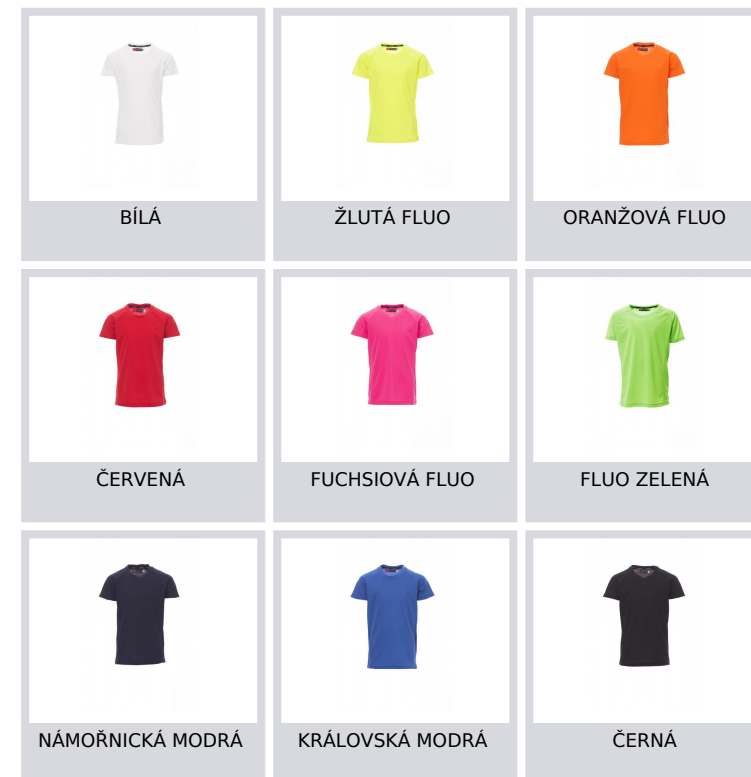 BÍLÁ
ŽLUTÁ FLUO
ORANŽOVÁ FLUO
ČERVENÁ
FUCHSIOVÁ FLUO
FLUO ZELENÁ
NÁMOŘNICKÁ MODRÁ
KRÁLOVSKÁ MODRÁ
ČERNÁ